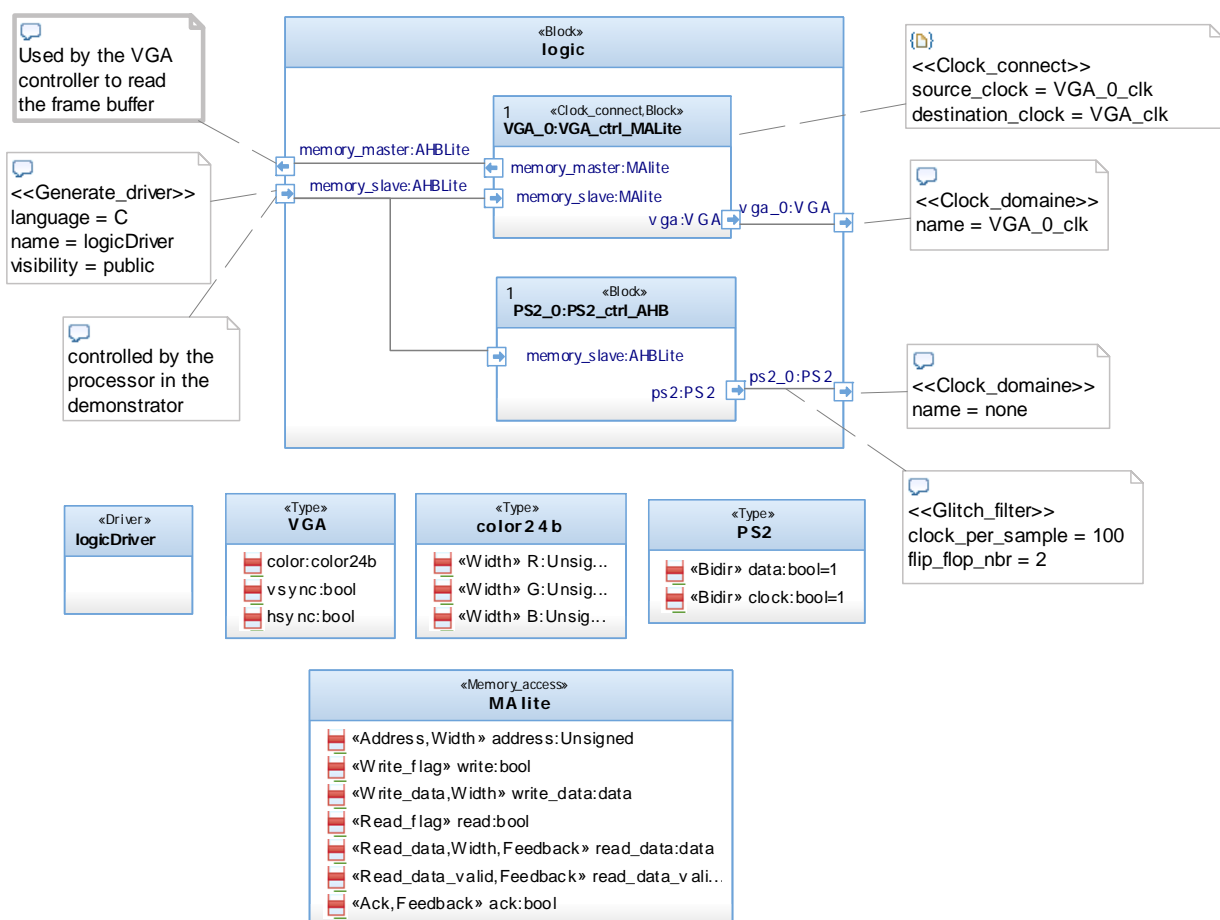 Used by the VGA
controller to read
the frame buffer
<<Generate_driver>>
language = C
name = logicDriver
visibility = public
controlled by the
processor in the
demonstrator
«Block»
logic
memory_master:AHBLite
memory_slave:AHBLite
1 «Clock_connect,Block»
VGA_0:VGA_ctrl_MALite
memory_master:MAlite
memory_slave:MAlite
vga:VGA
vga_0:VGA
1 «Block»
PS2_0:PS2_ctrl_AHB
memory_slave:AHBLite
ps2:PS2
ps2_0:PS2
<<Clock_connect>>
source_clock = VGA_0_clk
destination_clock = VGA_clk
<<Clock_domaine>>
name = VGA_0_clk
<<Clock_domaine>>
name = none
<<Glitch_filter>>
clock_per_sample = 100
flip_flop_nbr = 2
«Driver»
logicDriver
«Type»
VGA
color:color24b
vsync:bool
hsync:bool
«Type»
color24b
«Width» R:Unsig...
«Width» G:Unsig...
«Width» B:Unsig...
«Type»
PS2
«Bidir» data:bool=1
«Bidir» clock:bool=1
«Memory_access»
MAlite
«Address,Width» address:Unsigned
«Write_flag» write:bool
«Write_data,Width» write_data:data
«Read_flag» read:bool
«Read_data,Width,Feedback» read_data:data
«Read_data_valid,Feedback» read_data_vali...
«Ack,Feedback» ack:bool